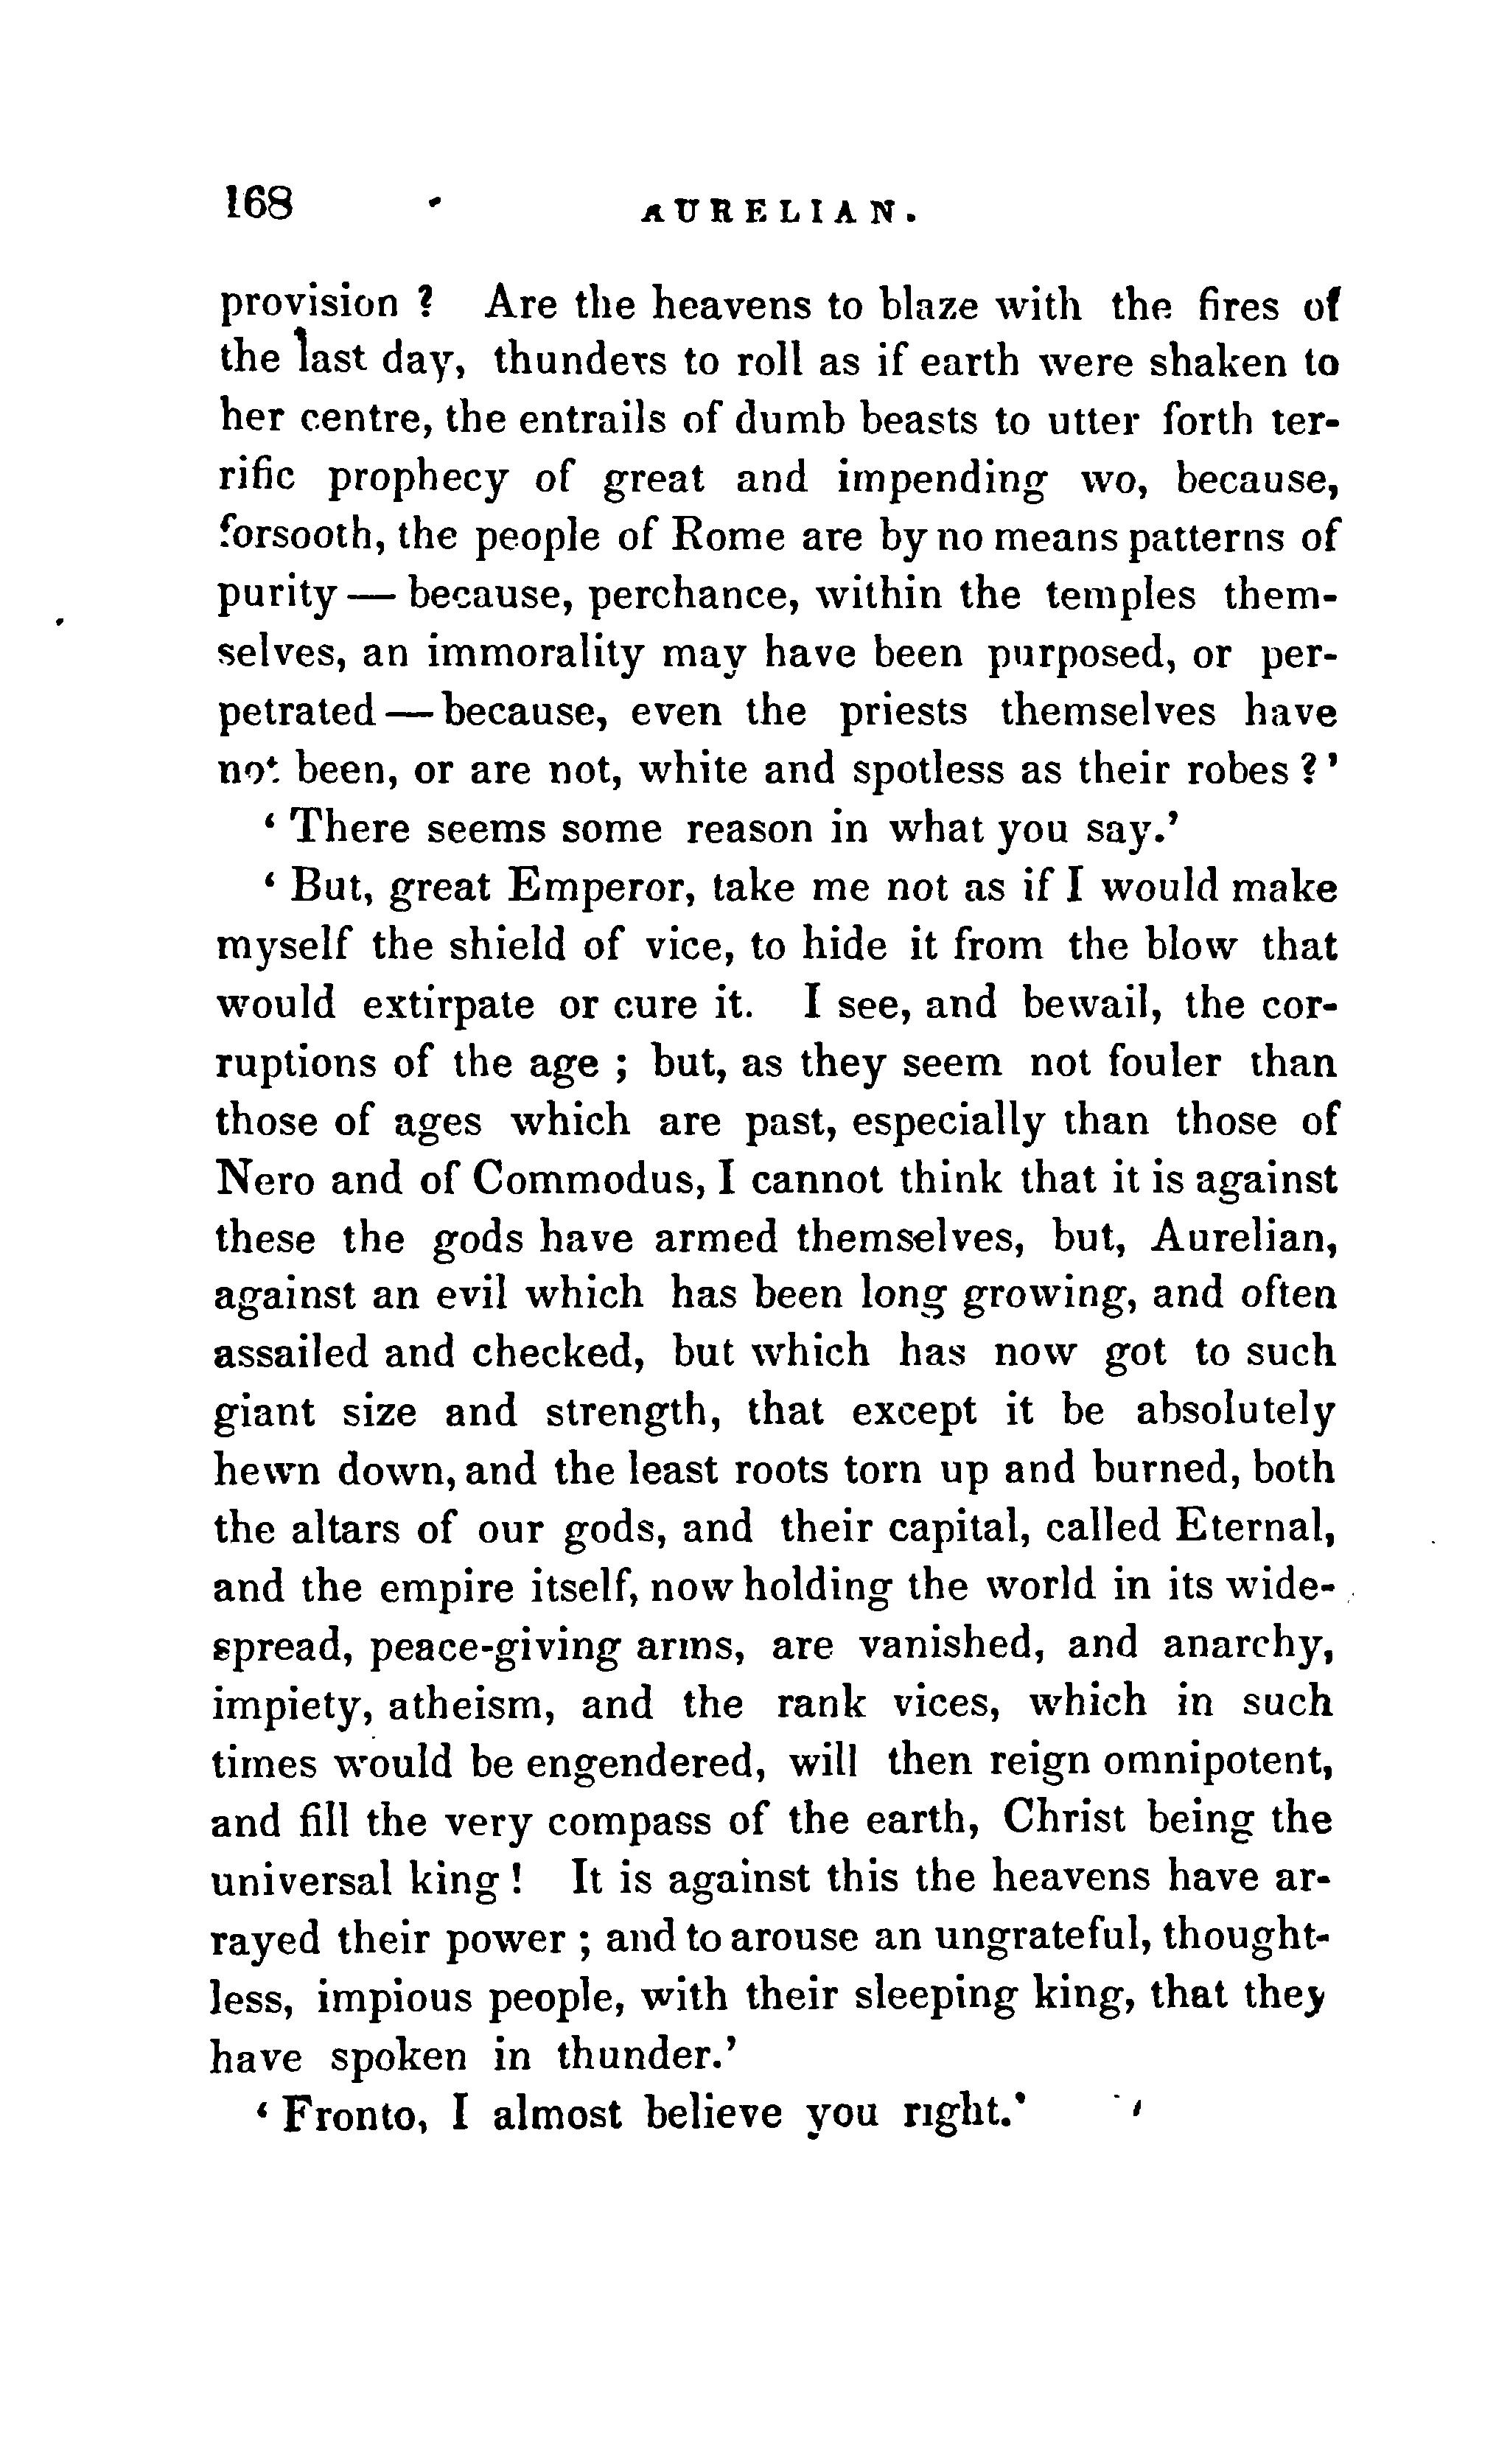 168 AURELIAN.
provision ? Are the heavens to blaze with the fires of
the last day, thunders to roll as if earth were shaken to
her centre, the entrails of dumb beasts to utter forth ter-
rific prophecy of great and impending wo, because,
forsooth, the people of Rome are by no means patterns of
purity — because, perchance, within the temples them-
selves, an immorality may have been purposed, or per-
petrated — because, even the priests themselves have
not been, or are not, white and spotless as their robes ? ’
‘ There seems some reason in what you say.’
‘ But, great Emperor, take me not as if I would make
myself the shield of vice, to hide it from the blow that
would extirpate or cure it. I see, and bewail, the cor-
ruptions of the age ; but, as they seem not fouler than
those of ages which are past, especially than those of
Nero and of Commodus, I cannot think that it is against
these the gods have armed themselves, but, Aurelian,
against an evil which has been long growing, and often
assailed and checked, but which has now got to such
giant size and strength, that except it be absolutely
hewn down, and the least roots torn up and burned, both
the altars of our gods, and their capital, called Eternal,
and the empire itself, now holding the world in its wide-
spread, peace-giving arms, are vanished, and anarchy,
impiety, atheism, and the rank vices, which in such
times would be engendered, will then reign omnipotent,
and fill the very compass of the earth, Christ being the
universal king ! It is against this the heavens have ar-
rayed their power ; and to arouse an ungrateful, thought-
less, impious people, with their sleeping king, that they
have spoken in thunder.’
‘ Fronto, I almost believe you right.’